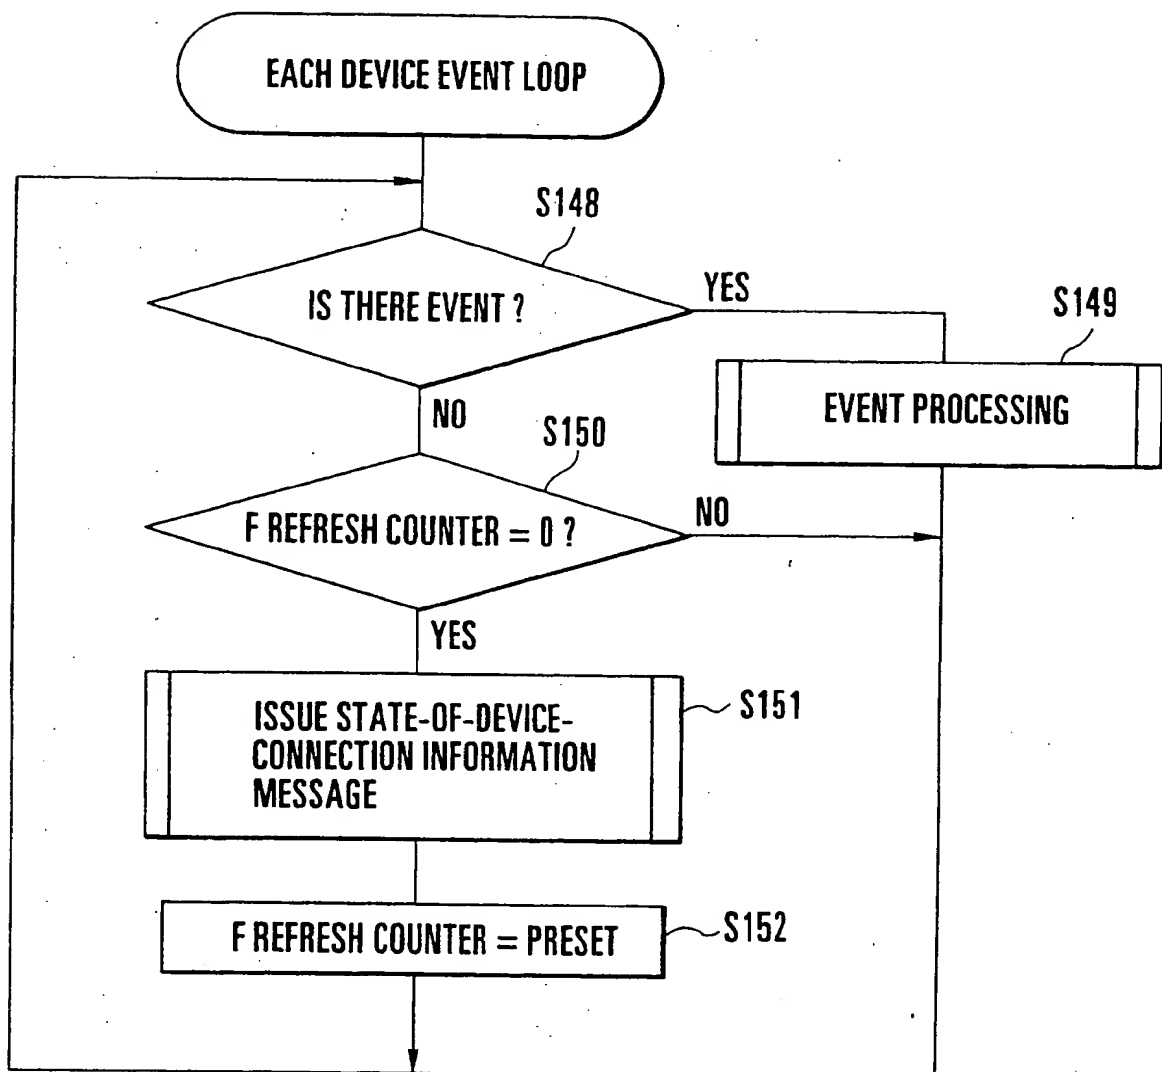 EACH DEVICE EVENT LOOP
S148
IS THERE EVENT ?
YES
S149
EVENT PROCESSING
NO
S150
F REFRESH COUNTER = 0 ?
NO
YES
ISSUE STATE-OF-DEVICE-
CONNECTION INFORMATION
MESSAGE
S151
F REFRESH COUNTER = PRESET
S152